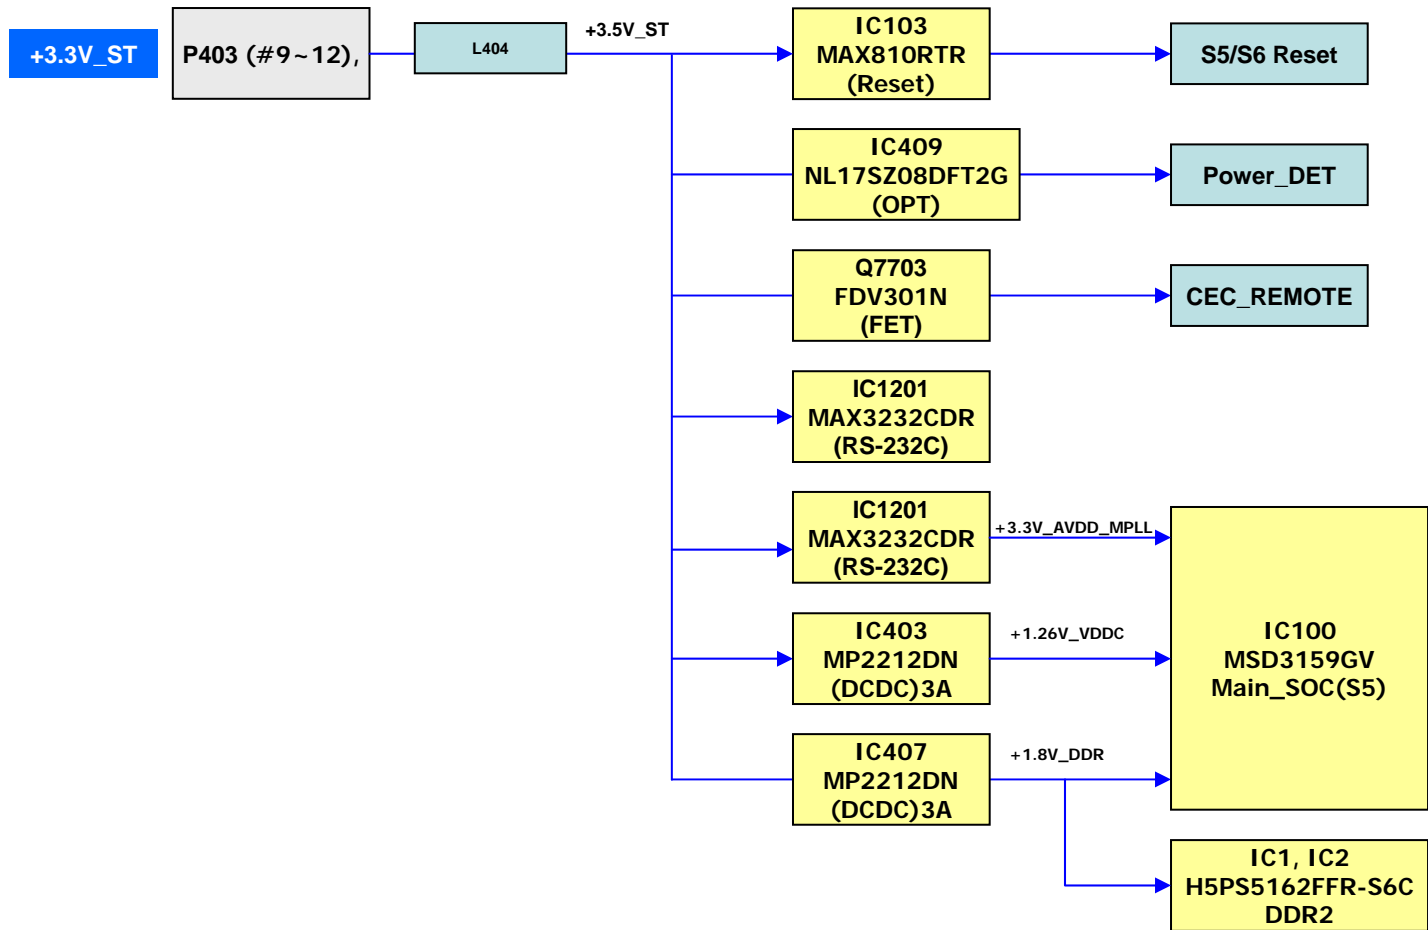 +3.3V_ST
P403 (#9~12),
L404
+3.5V_ST
IC103
MAX810RTR
(Reset)
S5/S6 Reset
IC409
NL17SZ08DFT2G
(OPT)
Power_DET
Q7703
FDV301N
(FET)
CEC_REMOTE
IC1201
MAX3232CDR
(RS-232C)
IC1201
MAX3232CDR
(RS-232C)
+3.3V_AVDD_MPLL
IC403
MP2212DN
(DCDC)3A
+1.26V_VDDC
IC100
MSD3159GV
Main_SOC(S5)
IC407
MP2212DN
(DCDC)3A
+1.8V_DDR
IC1, IC2
H5PS5162FFR-S6C
DDR2